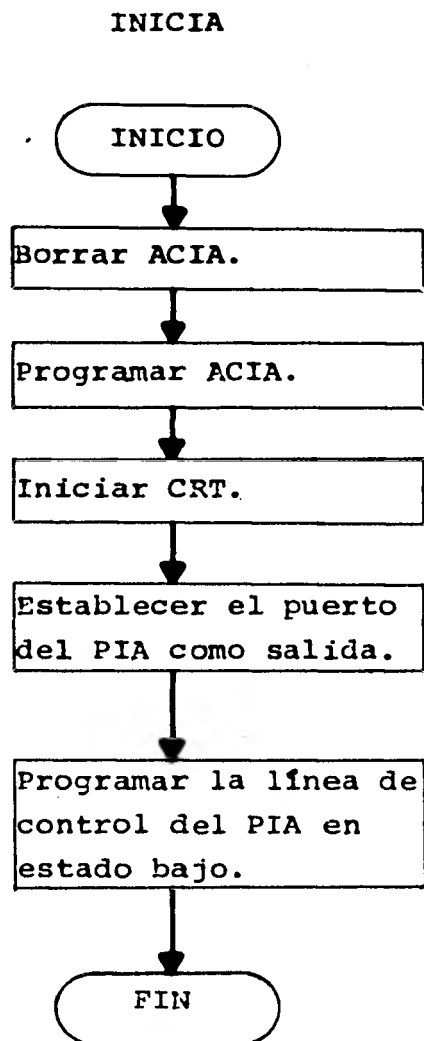 INICIA
INICIO
Borrar ACIA.
Programar ACIA.
Iniciar CRT.
Establecer el puerto
del PIA como salida.
Programar la línea de
control del PIA en
estado bajo.
FIN